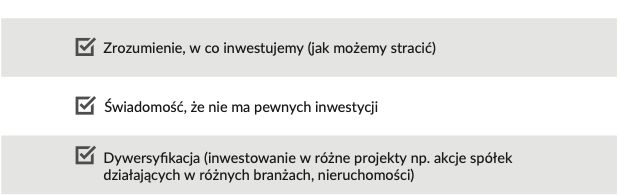 Zrozumienie, w co inwestujemy (jak możemy stracić)
Świadomość, że nie ma pewnych inwestycji
Dywersyfikacja (inwestowanie w różne projekty np. akcje spółek
działających w różnych branżach, nieruchomości)